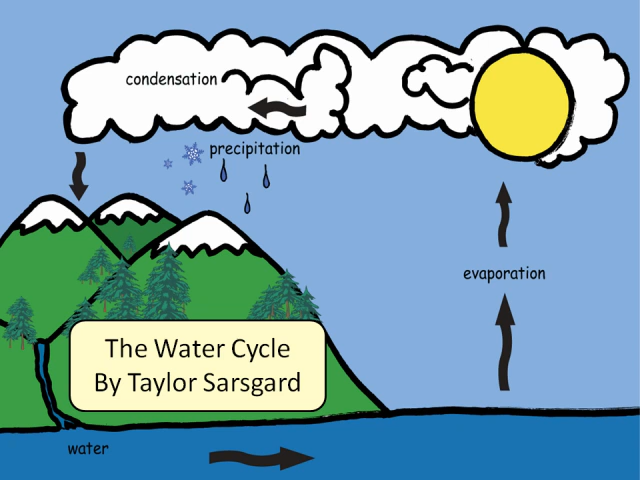 condensation
precipitation
evaporation
The Water Cycle
By Taylor Sarsgard
water